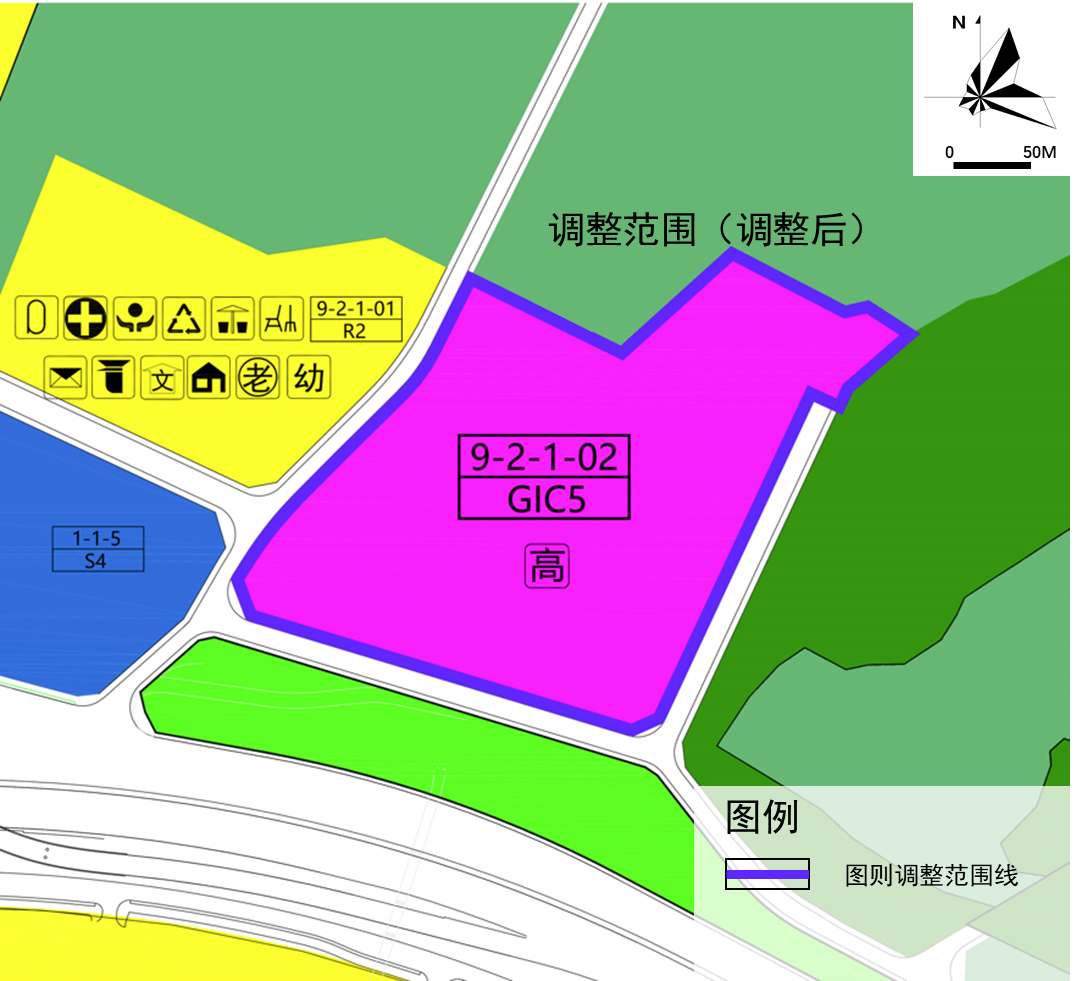 N
0 50M
调整范围（调整后）
9-2-1-01
R2
文 老 幼
9-2-1-02
GIC5
高
1-1-5
S4
图例
图则调整范围线